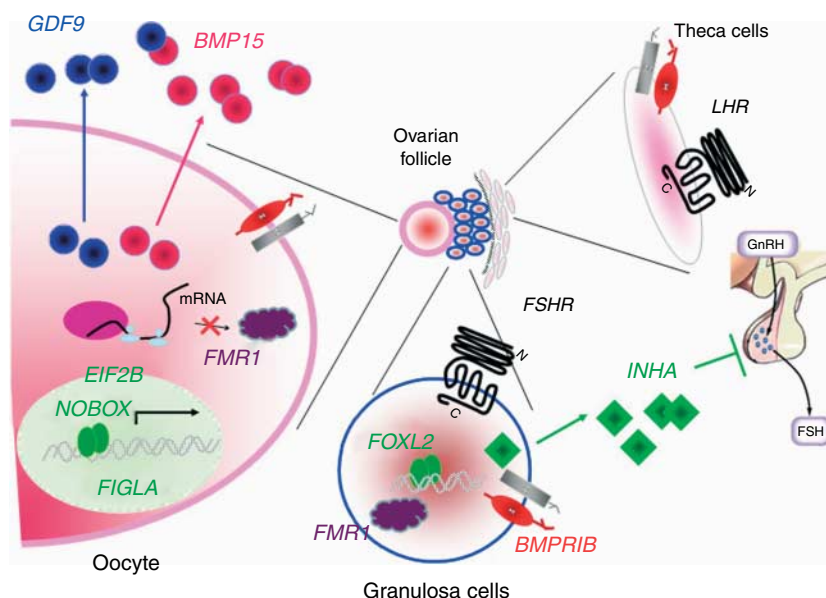 GDF9
BMP15
Theca cells
LHR
Ovarian
follicle
C
N
GnRH
mRNA
FMR1
FSHR
N
C
EIF2B
NOBOX
INHA
FSH
FOXL2
FIGLA
FMR1
BMPRIB
Oocyte
Granulosa cells